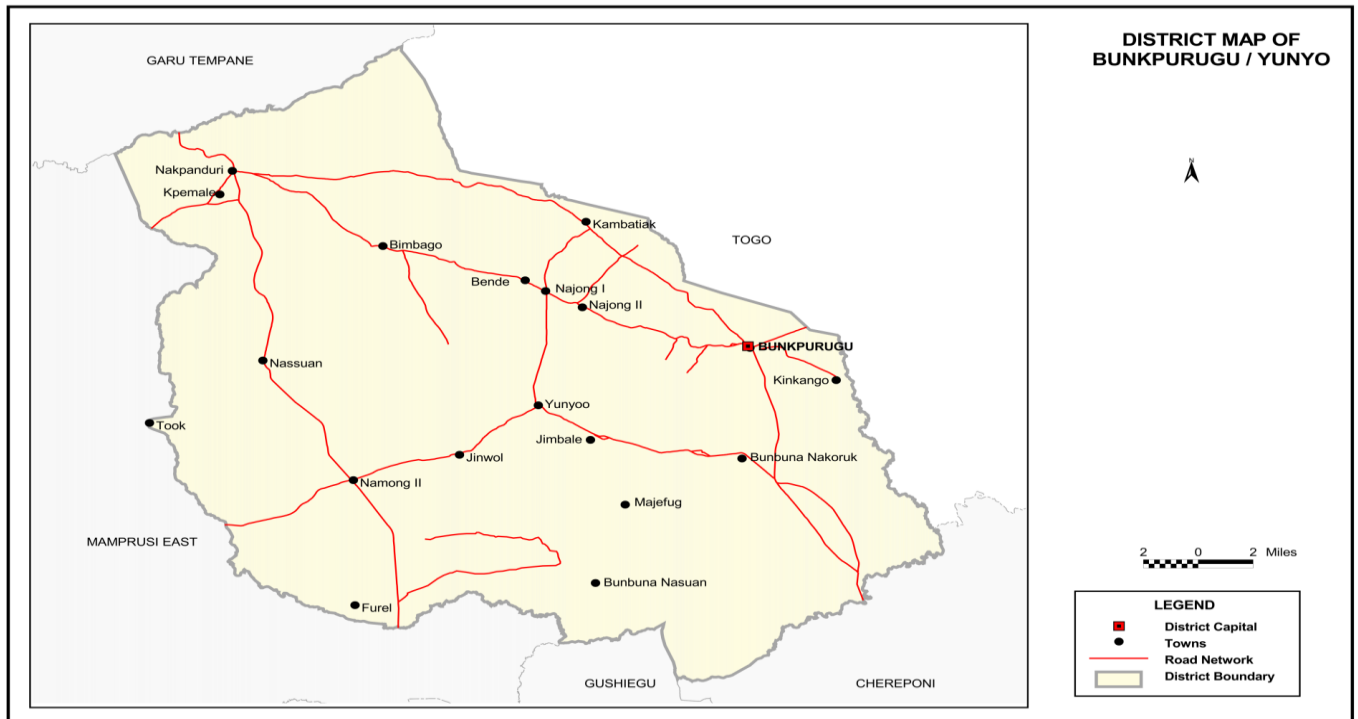 DISTRICT MAP OF
BUNKPURUGU / YUNYO
GARU TEMPANE
N
Nakpanduri
Kpemale
Kambatiak
TOGO
Bimbago
Bende
Najong I
Najong II
BUNKPURUGU
Nassuan
Kinkango
Yunyoo
Took
Jimbale
Jinwol
Bunbuna Nakoruk
Namong II
Majefug
MAMPRUSI EAST
Bunbuna Nasuan
Furel
GUSHIEGU
CHEREPONI
2 0 2 Miles
LEGEND
District Capital
Towns
Road Network
District Boundary